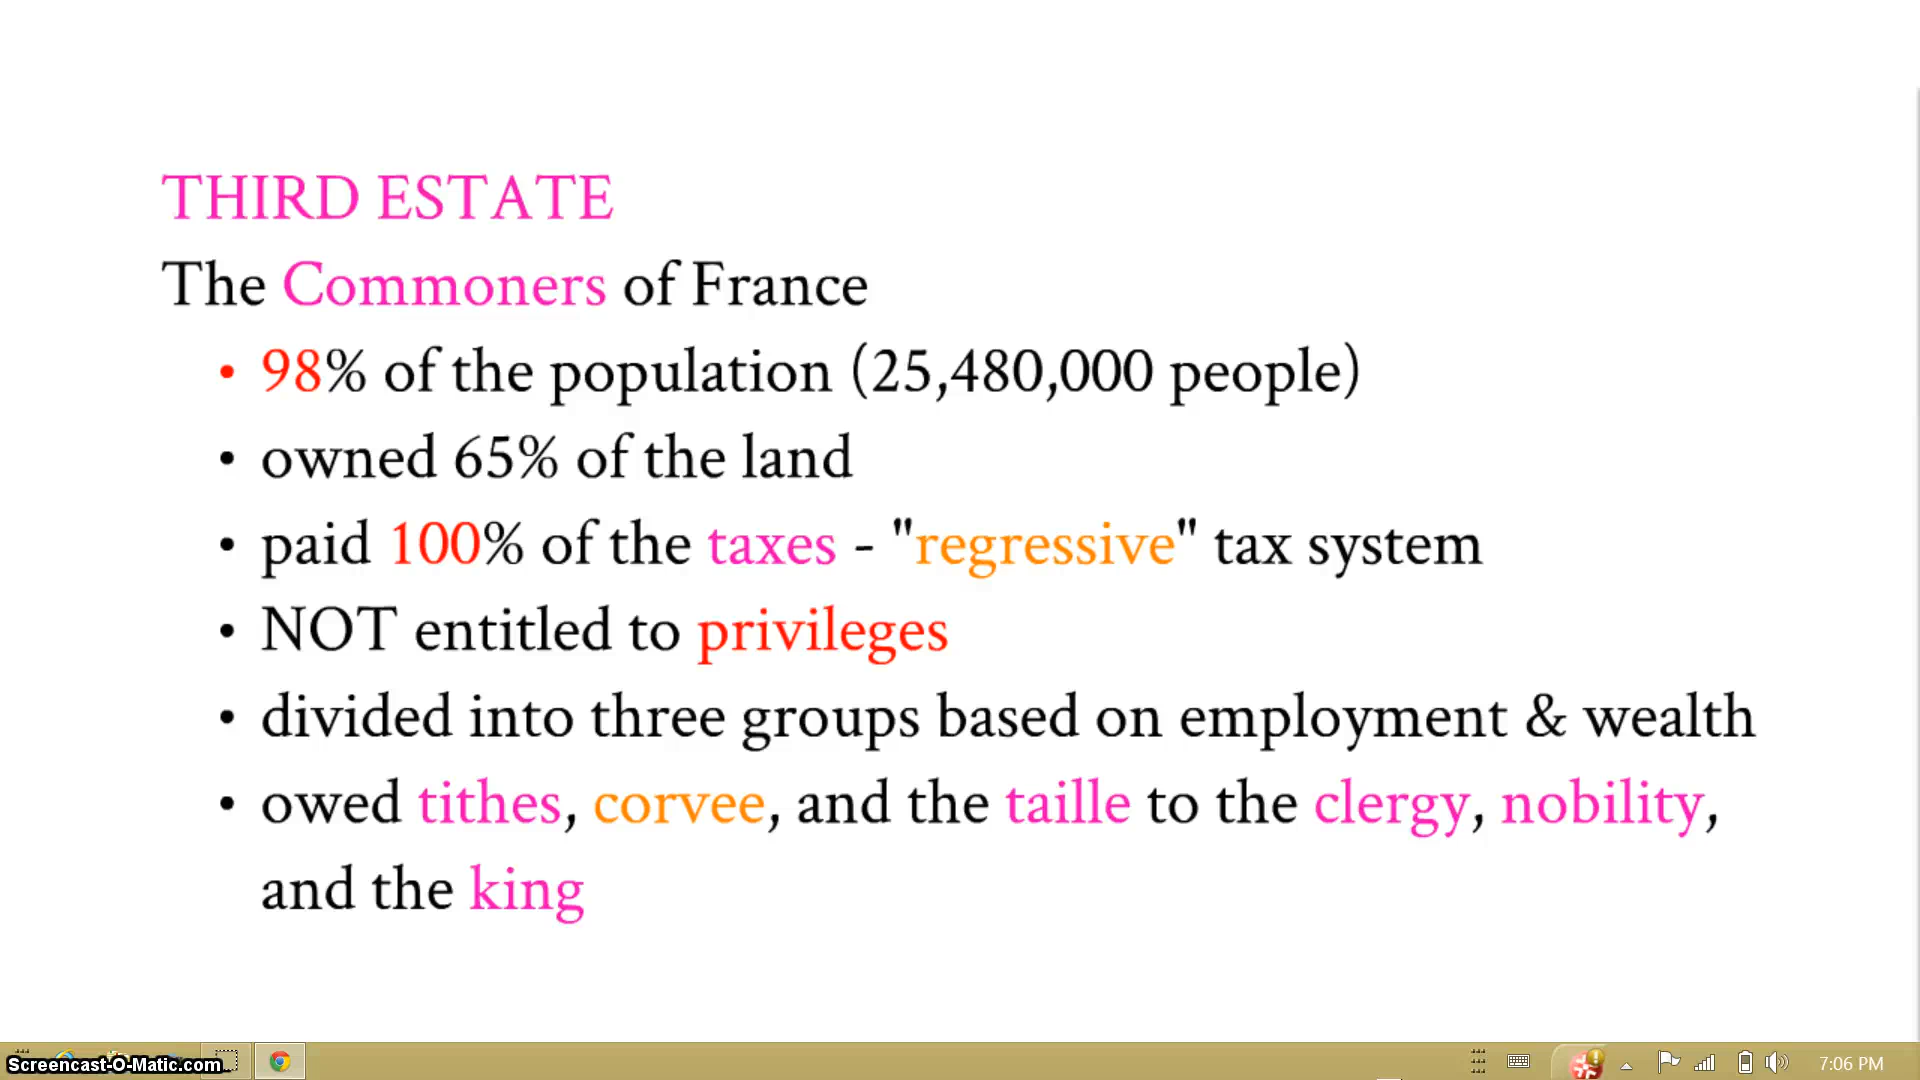 THIRD ESTATE
The Commoners of France
• 98% of the population (25,480,000 people)
• owned 65% of the land
• paid 100% of the taxes - "regressive" tax system
• NOT entitled to privileges
• divided into three groups based on employment & wealth
• owed tithes, corvee, and the taille to the clergy, nobility,
and the king
Screencast-O-Matic.com
7:06 PM